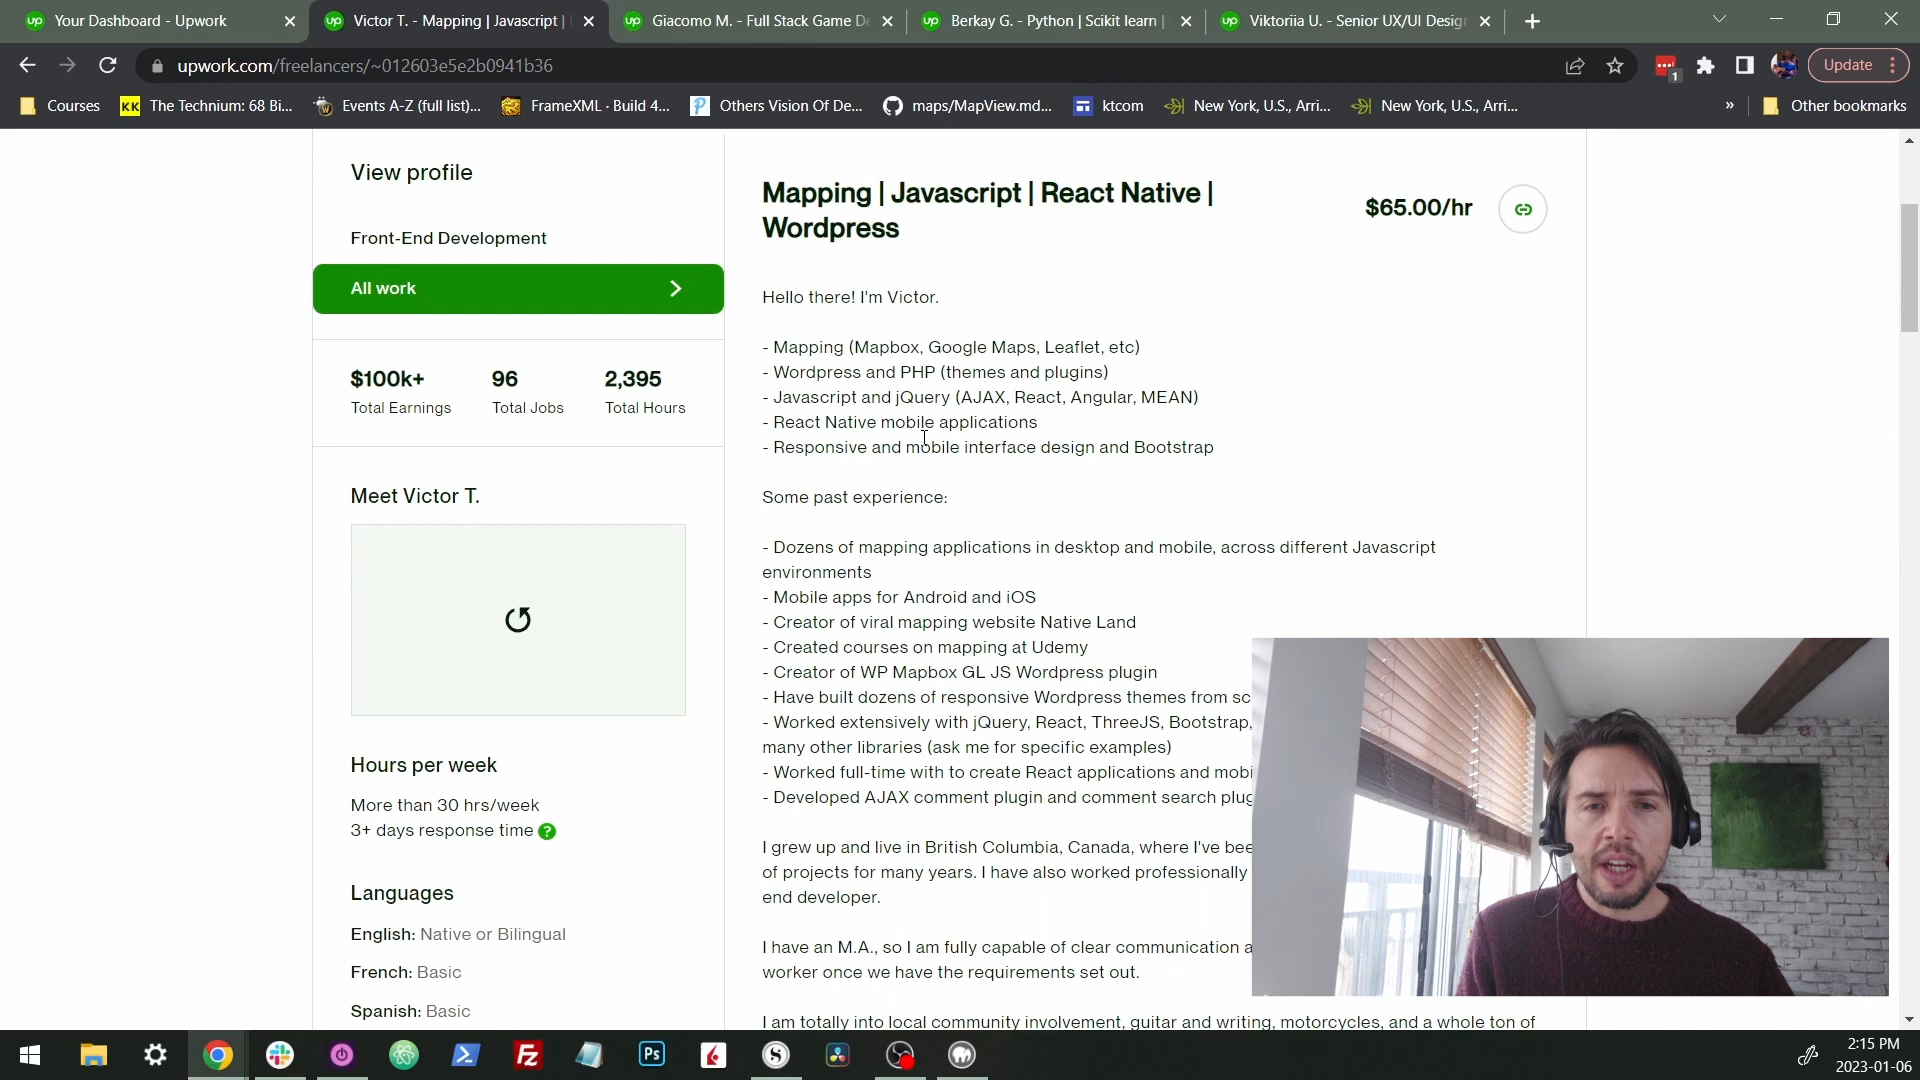 Your Dashboard - Upwork
Victor T. - Mapping | Javascript |
Giacomo M. - Full Stack Game De
Berkay G. - Python | Scikit learn |
Viktoriia U. - Senior UX/UI Design
upwork.com/freelancers/~012603e5e2b0941b36
1
Update
Courses
KK
The Technium: 68 Bi...
Events A-Z (full list)...
FrameXML · Build 4...
Others Vision Of De...
maps/MapView.md...
ktcom
New York, U.S., Arri...
New York, U.S., Arri...
»
Other bookmarks
View profile
Front-End Development
All work
$100k+ 96 2,395
Total Earnings Total Jobs Total Hours
Meet Victor T.
Hours per week
More than 30 hrs/week
3+ days response time ?
Languages
English: Native or Bilingual
French: Basic
Spanish: Basic
Mapping | Javascript | React Native |
Wordpress
$65.00/hr
Hello there! I'm Victor.
- Mapping (Mapbox, Google Maps, Leaflet, etc)
- Wordpress and PHP (themes and plugins)
- Javascript and jQuery (AJAX, React, Angular, MEAN)
- React Native mobile applications
- Responsive and mobile interface design and Bootstrap
Some past experience:
- Dozens of mapping applications in desktop and mobile, across different Javascript
environments
- Mobile apps for Android and iOS
- Creator of viral mapping website Native Land
- Created courses on mapping at Udemy
- Creator of WP Mapbox GL JS Wordpress plugin
- Have built dozens of responsive Wordpress themes from sc
- Worked extensively with jQuery, React, ThreeJS, Bootstrap,
many other libraries (ask me for specific examples)
- Worked full-time with to create React applications and mobi
- Developed AJAX comment plugin and comment search plug
I grew up and live in British Columbia, Canada, where I've bee
of projects for many years. I have also worked professionally
end developer.
I have an M.A., so I am fully capable of clear communication a
worker once we have the requirements set out.
I am totally into local community involvement, guitar and writing, motorcycles, and a whole ton of
Fz
Ps
2:15 PM
2023-01-06